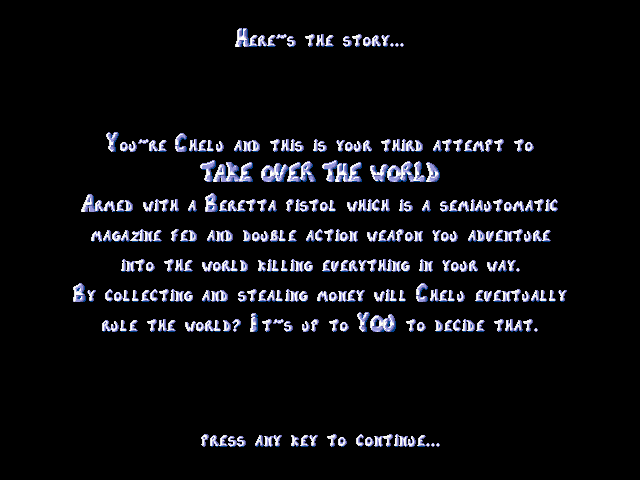 Here~s the story...
You~re Chelu and this is your third attempt to
TAKE OVER THE WORLD
Armed with a Beretta pistol which is a semiautomatic
magazine fed and double action weapon you adventure
into the world killing everything in your way.
By collecting and stealing money will Chelu eventually
rule the world? It~s up to YOU to decide that.
press any key to continue...